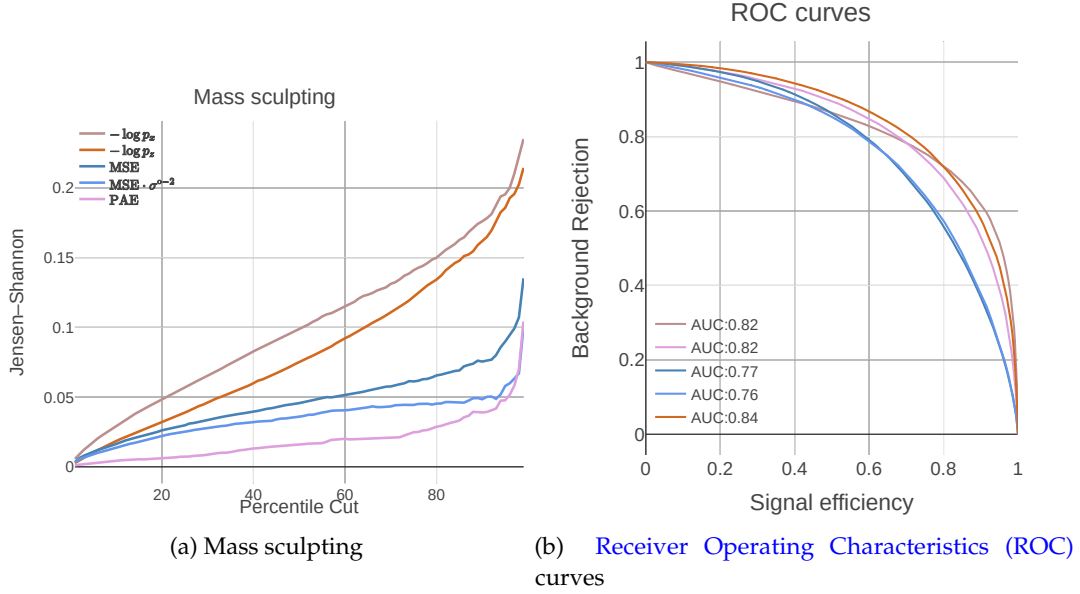 Mass sculpting
− log pₓ
− log p_z
MSE
MSE · σ°⁻²
PAE
0.2
0.15
0.1
0.05
0
20
40
60
80
Percentile Cut
Jensen–Shannon
(a) Mass sculpting
ROC curves
1
0.8
0.6
0.4
0.2
0
AUC:0.82
AUC:0.82
AUC:0.77
AUC:0.76
AUC:0.84
0
0.2
0.4
0.6
0.8
1
Signal efficiency
Background Rejection
(b) Receiver Operating Characteristics (ROC)
curves